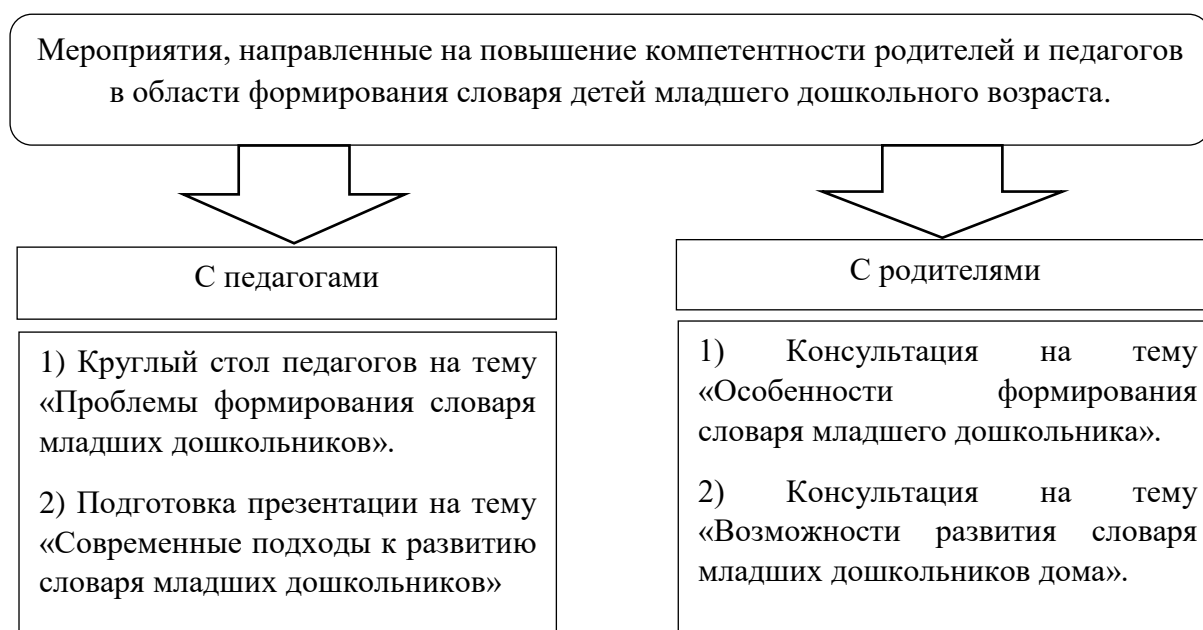 Мероприятия, направленные на повышение компетентности родителей и педагогов
в области формирования словаря детей младшего дошкольного возраста.
С педагогами
1) Круглый стол педагогов на тему
«Проблемы формирования словаря
младших дошкольников».
2) Подготовка презентации на тему
«Современные подходы к развитию
словаря младших дошкольников»
С родителями
1) Консультация на тему
«Особенности формирования
словаря младшего дошкольника».
2) Консультация на тему
«Возможности развития словаря
младших дошкольников дома».